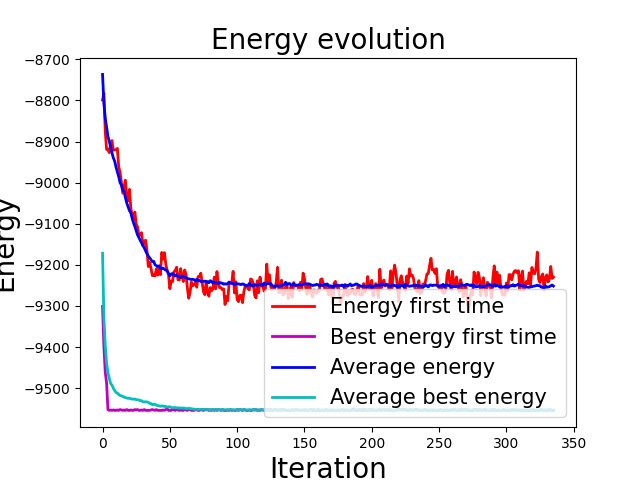 Energy evolution
Energy
−8700
−8800
−8900
−9000
−9100
−9200
−9300
−9400
−9500
Energy first time
Best energy first time
Average energy
Average best energy
0 50 100 150 200 250 300 350
Iteration